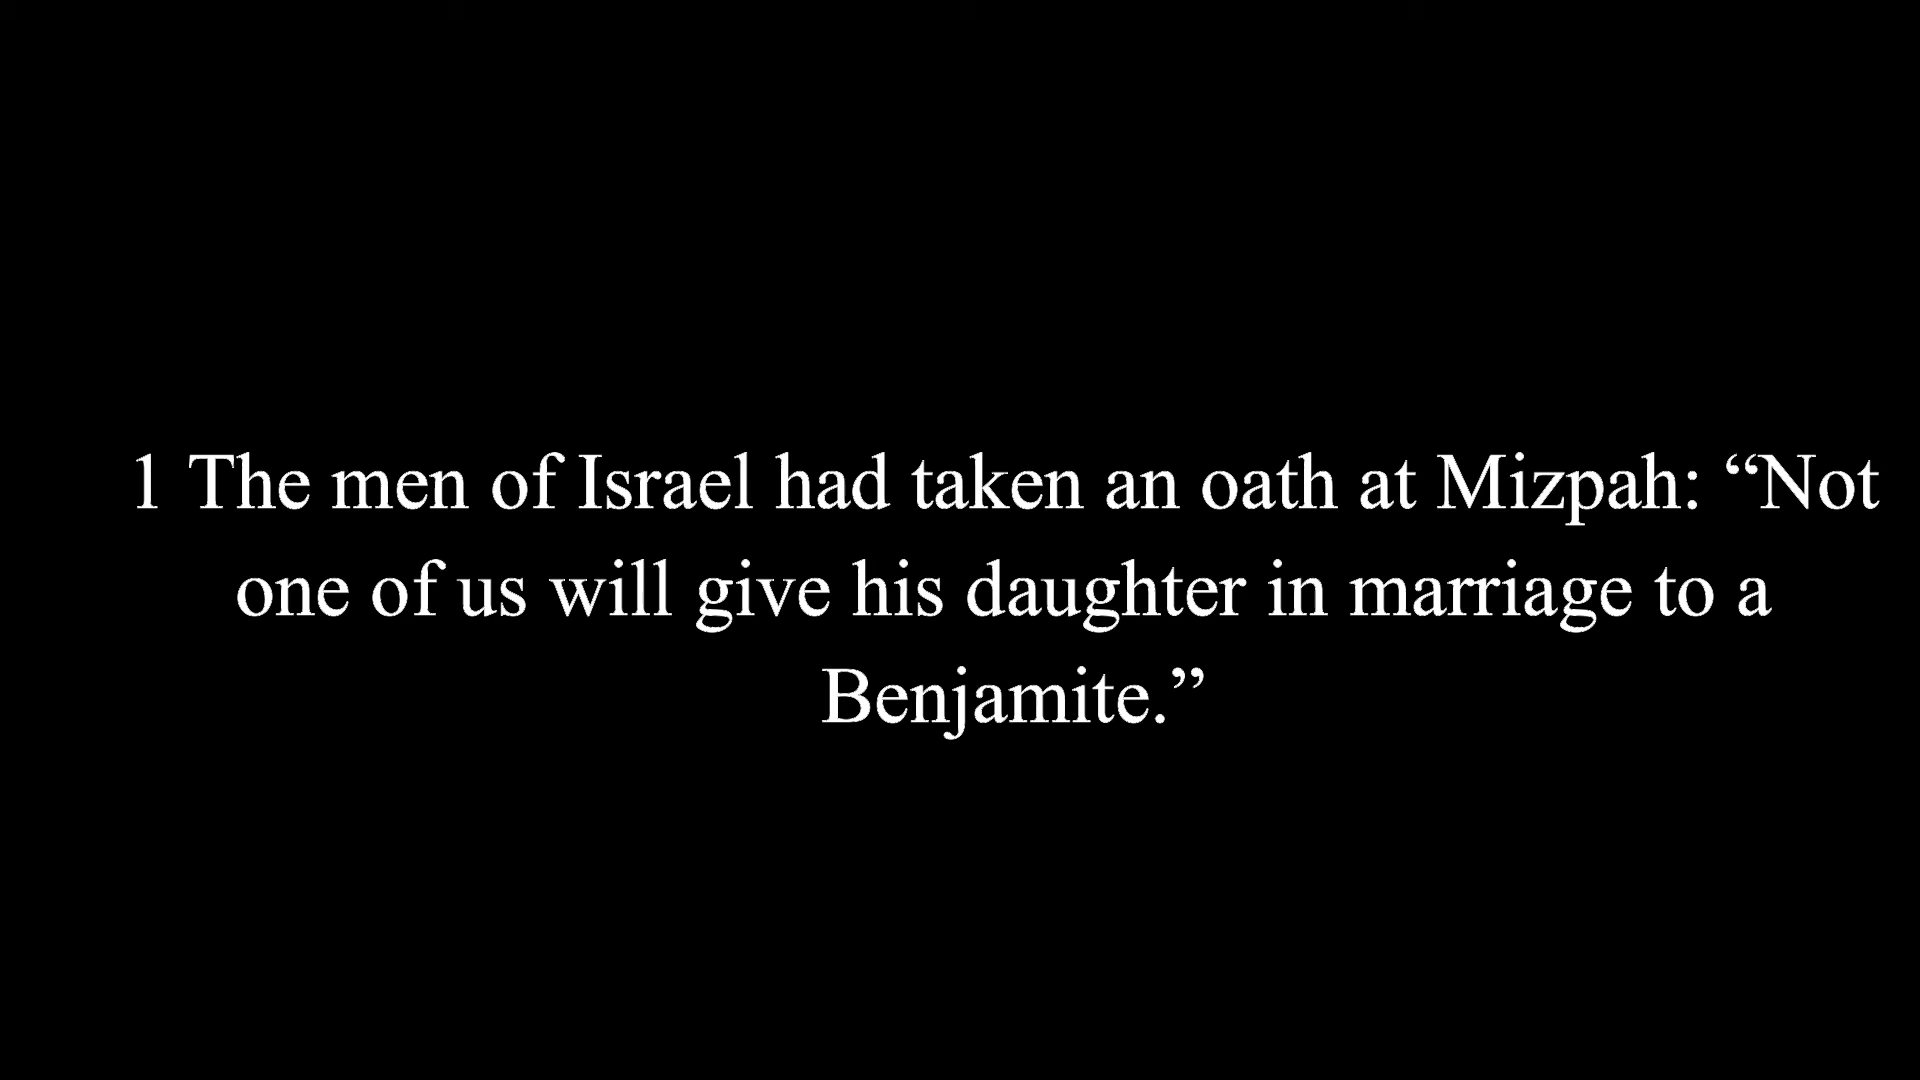 1 The men of Israel had taken an oath at Mizpah: “Not
one of us will give his daughter in marriage to a
Benjamite.”